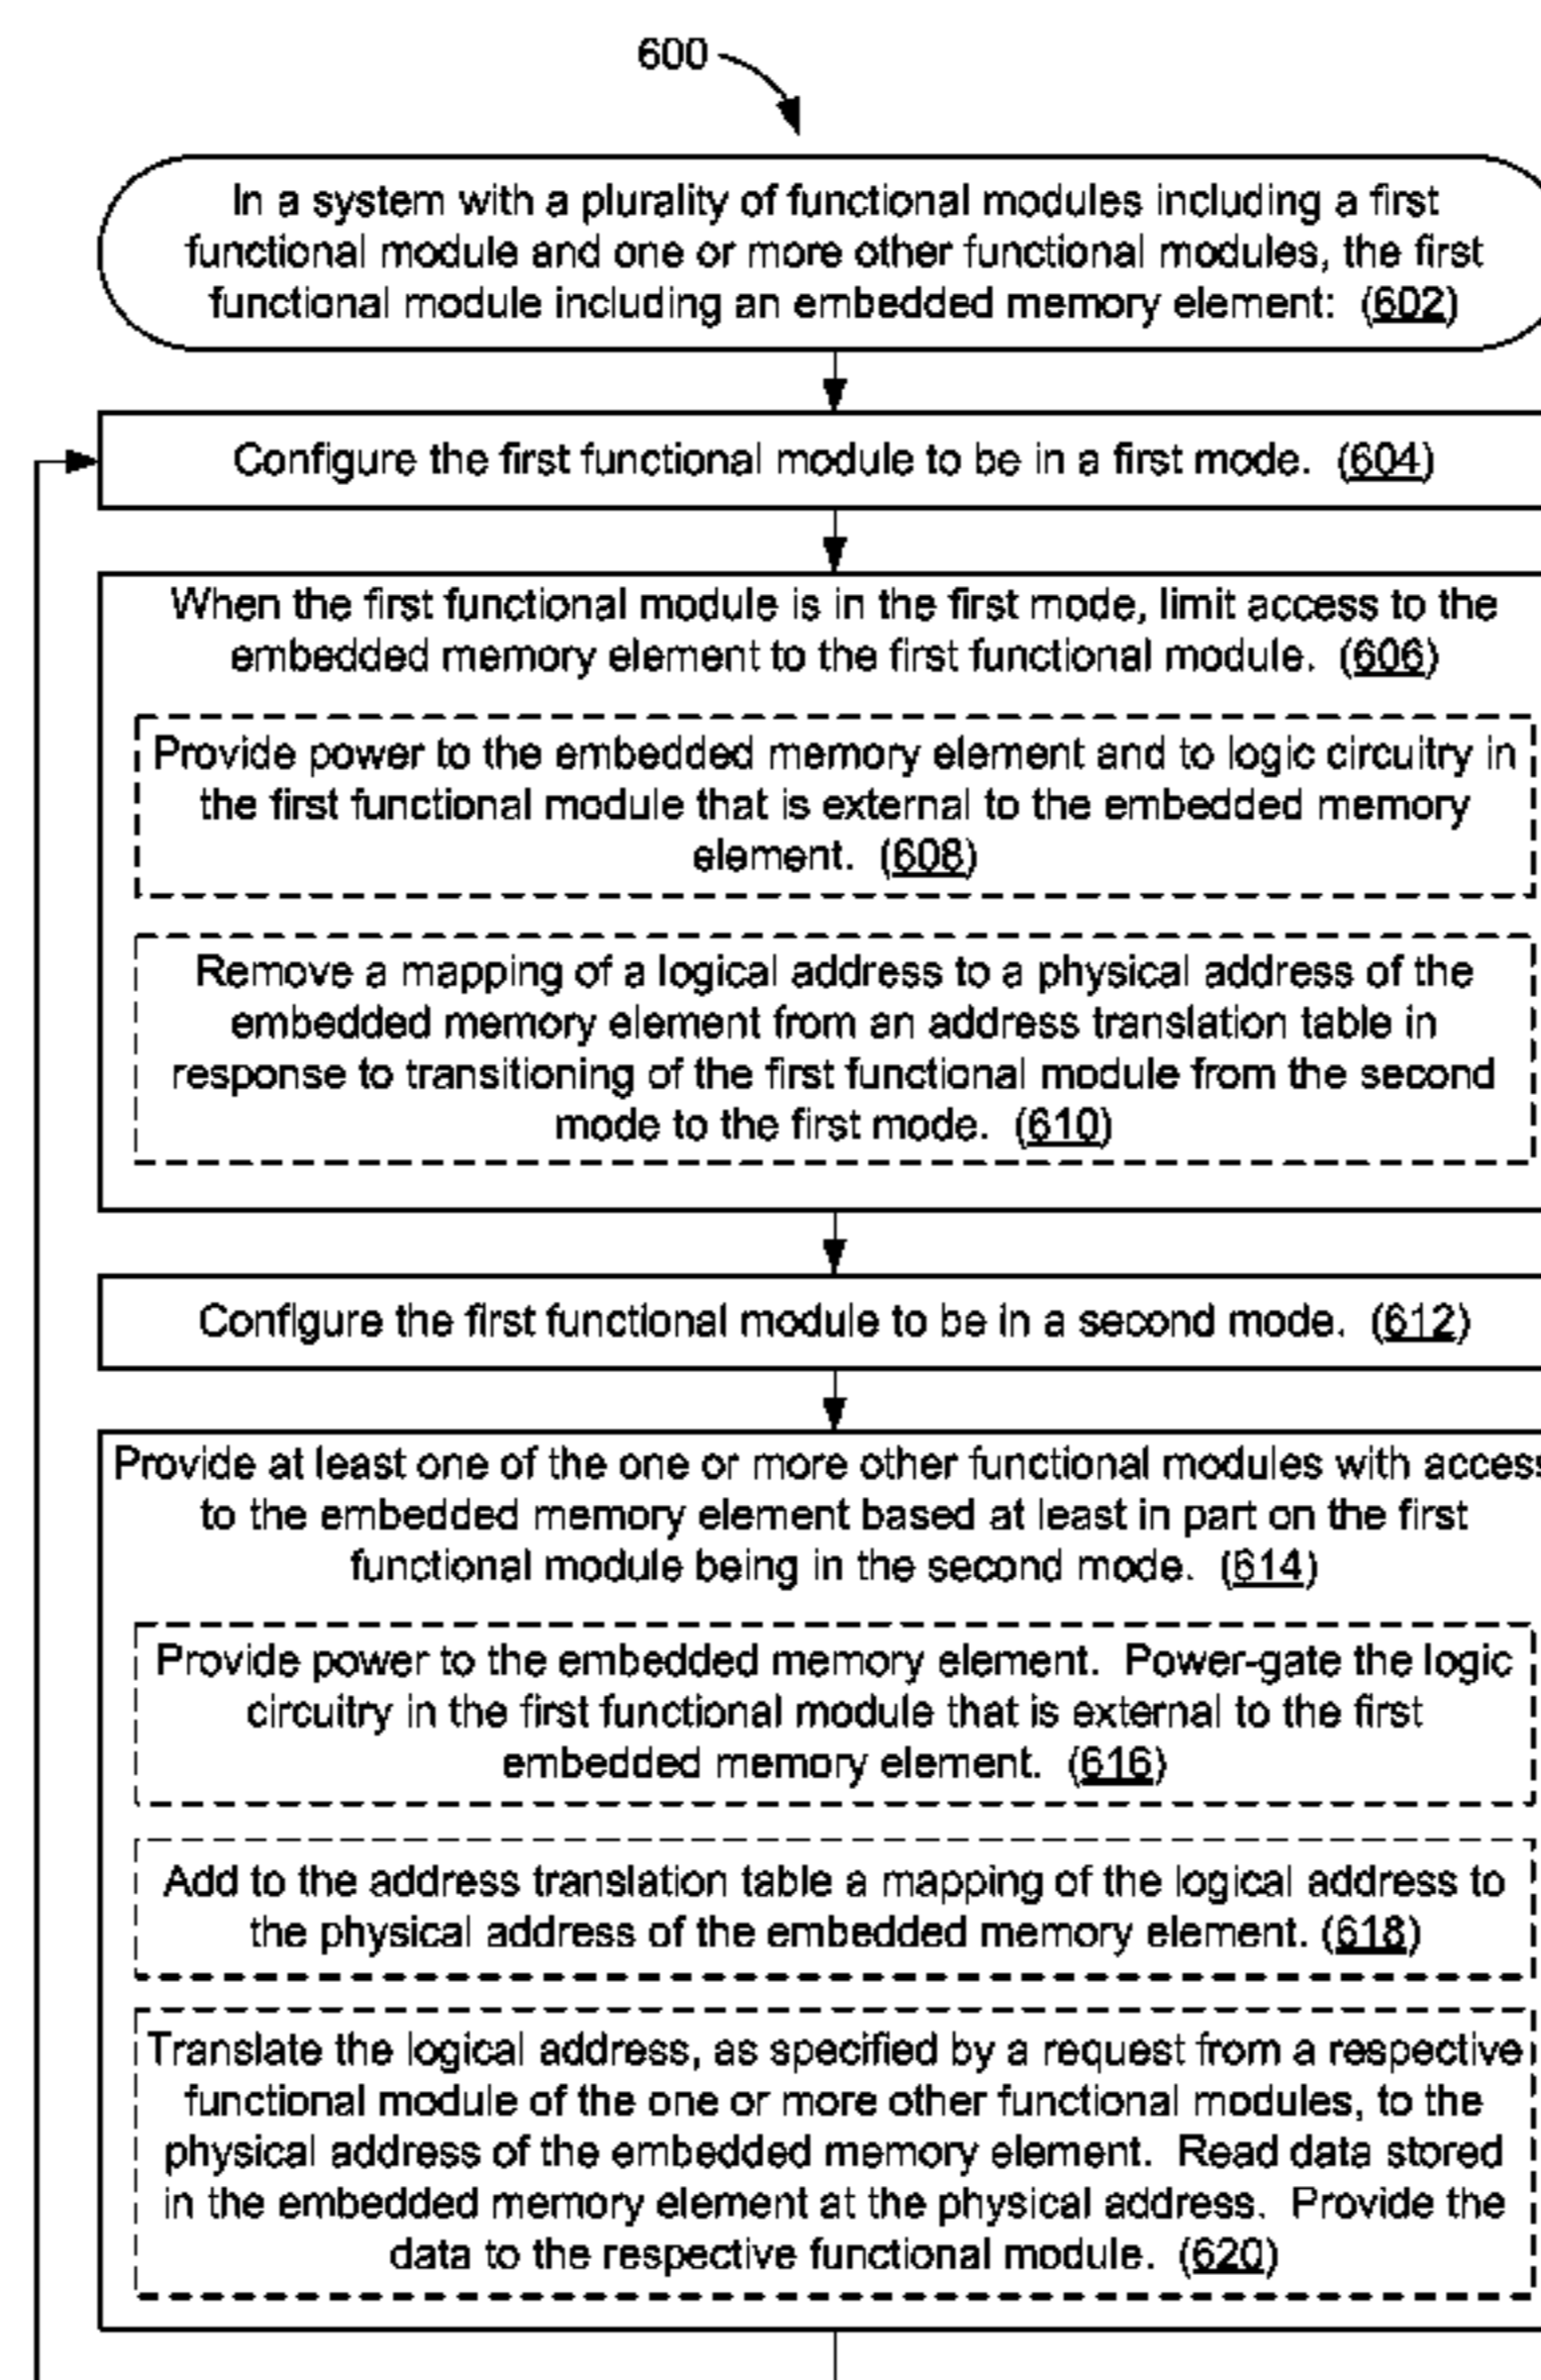 600
In a system with a plurality of functional modules including a first
functional module and one or more other functional modules, the first
functional module including an embedded memory element: (602)
Configure the first functional module to be in a first mode. (604)
When the first functional module is in the first mode, limit access to the
embedded memory element to the first functional module. (606)
Provide power to the embedded memory element and to logic circuitry in
the first functional module that is external to the embedded memory
element. (608)
Remove a mapping of a logical address to a physical address of the
embedded memory element from an address translation table in
response to transitioning of the first functional module from the second
mode to the first mode. (610)
Configure the first functional module to be in a second mode. (612)
Provide at least one of the one or more other functional modules with access
to the embedded memory element based at least in part on the first
functional module being in the second mode. (614)
Provide power to the embedded memory element. Power-gate the logic
circuitry in the first functional module that is external to the first
embedded memory element. (616)
Add to the address translation table a mapping of the logical address to
the physical address of the embedded memory element. (618)
Translate the logical address, as specified by a request from a respective
functional module of the one or more other functional modules, to the
physical address of the embedded memory element. Read data stored
in the embedded memory element at the physical address. Provide the
data to the respective functional module. (620)